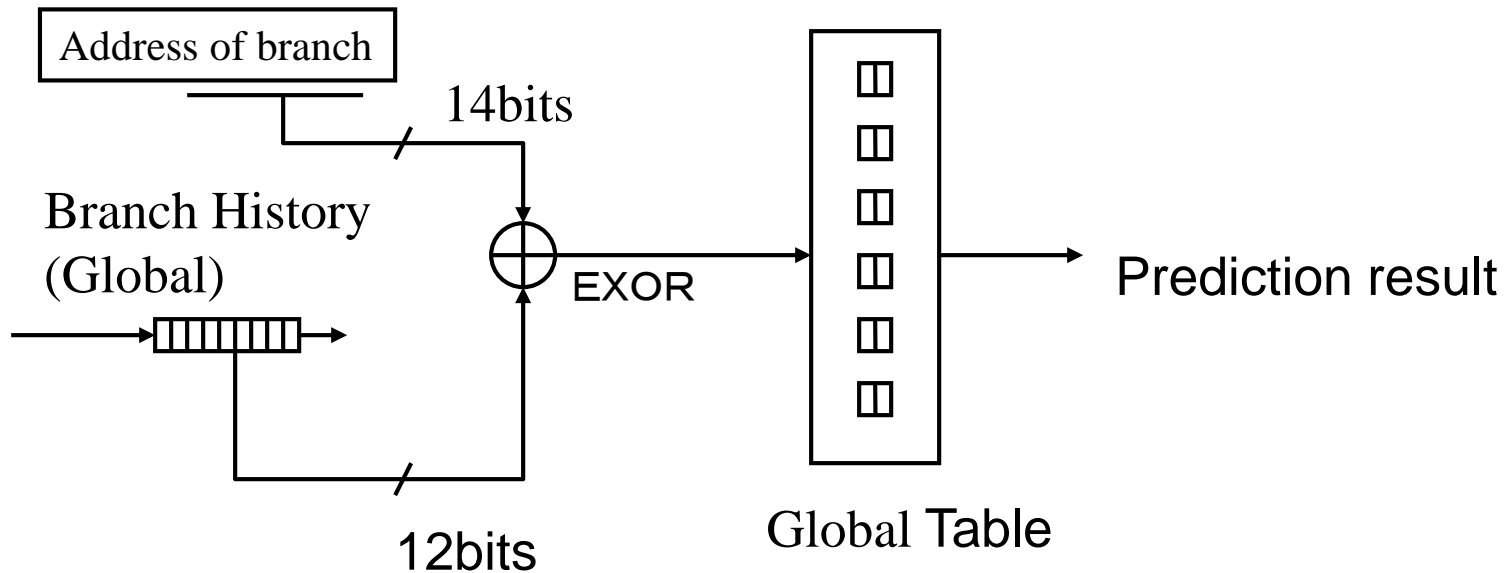 Address of branch
14bits
Branch History
(Global)
EXOR
Prediction result
12bits
Global Table